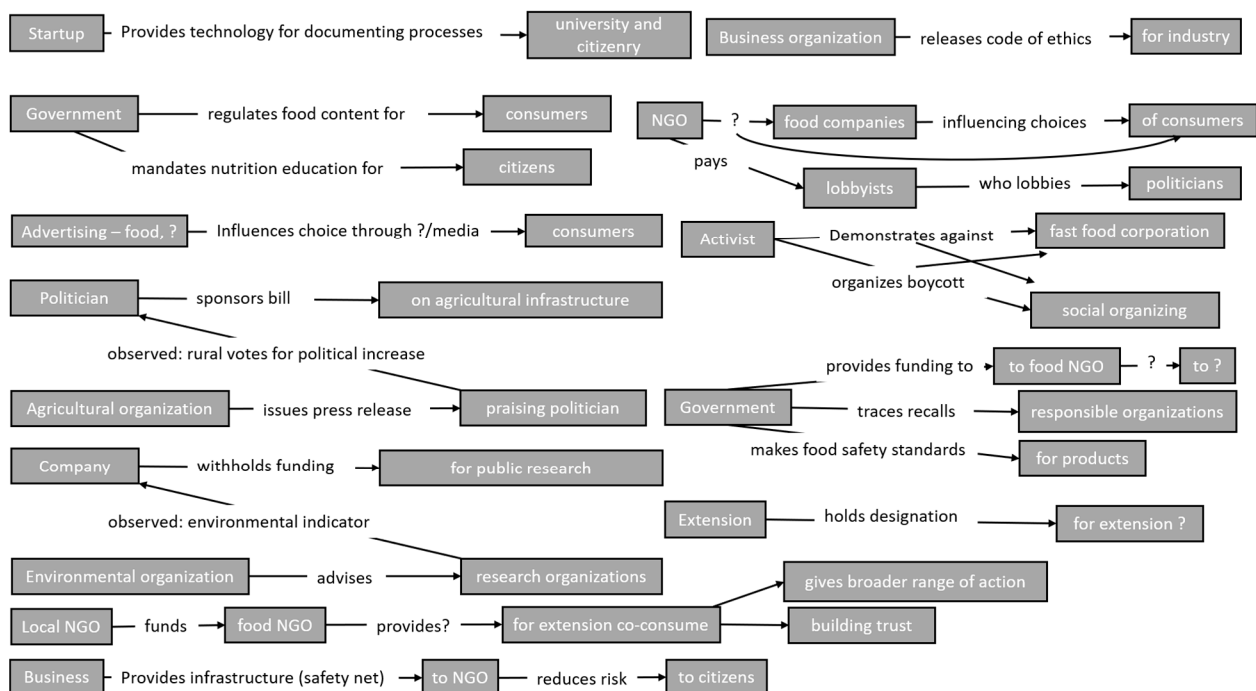 Startup Provides technology for documenting processes university and citizenry
Business organization releases code of ethics for industry
Government regulates food content for consumers
mandates nutrition education for citizens
NGO ? food companies influencing choices of consumers
pays lobbyists who lobbies politicians
Advertising – food, ? Influences choice through ?/media consumers
Activist Demonstrates against fast food corporation
organizes boycott social organizing
Politician sponsors bill on agricultural infrastructure
observed: rural votes for political increase
Agricultural organization issues press release praising politician
provides funding to to food NGO ? to ?
Government traces recalls responsible organizations
makes food safety standards for products
Company withholds funding for public research
observed: environmental indicator
Environmental organization advises research organizations
Extension holds designation for extension ?
Local NGO funds food NGO provides? for extension co-consume
gives broader range of action
building trust
Business Provides infrastructure (safety net) to NGO reduces risk to citizens